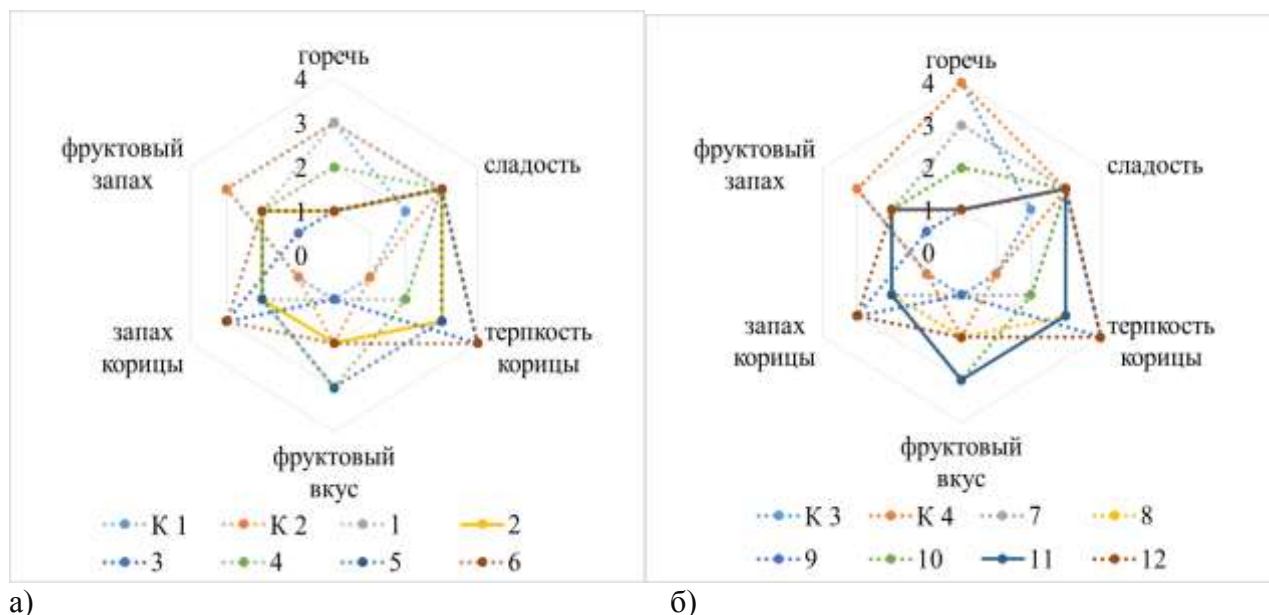 горечь
4
3
2
1
0
фруктовый
запах
сладость
запах
корицы
терпкость
корицы
фруктовый
вкус
К 1 К 2 1 2
3 4 5 6
а)
горечь
4
3
2
1
0
фруктовый
запах
сладость
запах
корицы
терпкость
корицы
фруктовый
вкус
К 3 К 4 7 8
9 10 11 12
б)